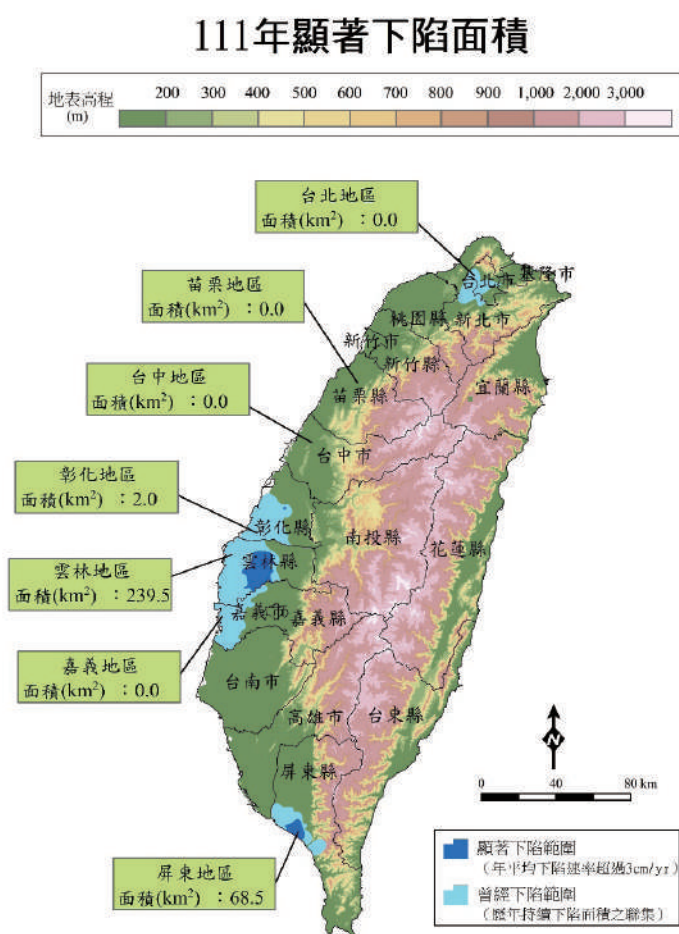 111年顯著下陷面積
地表高程
(m)
200 300 400 500 600 700 800 900 1,000 2,000 3,000
台北地區
面積(km²) : 0.0
苗栗地區
面積(km²) : 0.0
台中地區
面積(km²) : 0.0
彰化地區
面積(km²) : 2.0
雲林地區
面積(km²) : 239.5
嘉義地區
面積(km²) : 0.0
屏東地區
面積(km²) : 68.5
台北市
基隆市
桃園縣
新北市
新竹市
新竹縣
宜蘭縣
苗栗縣
台中市
彰化縣
南投縣
花蓮縣
雲林縣
嘉義市
嘉義縣
台南市
高雄市
台東縣
屏東縣
N
0 40 80 km
顯著下陷範圍
(年平均下陷速率超過3cm/yr)
曾經下陷範圍
(歷年持續下陷面積之聯集)